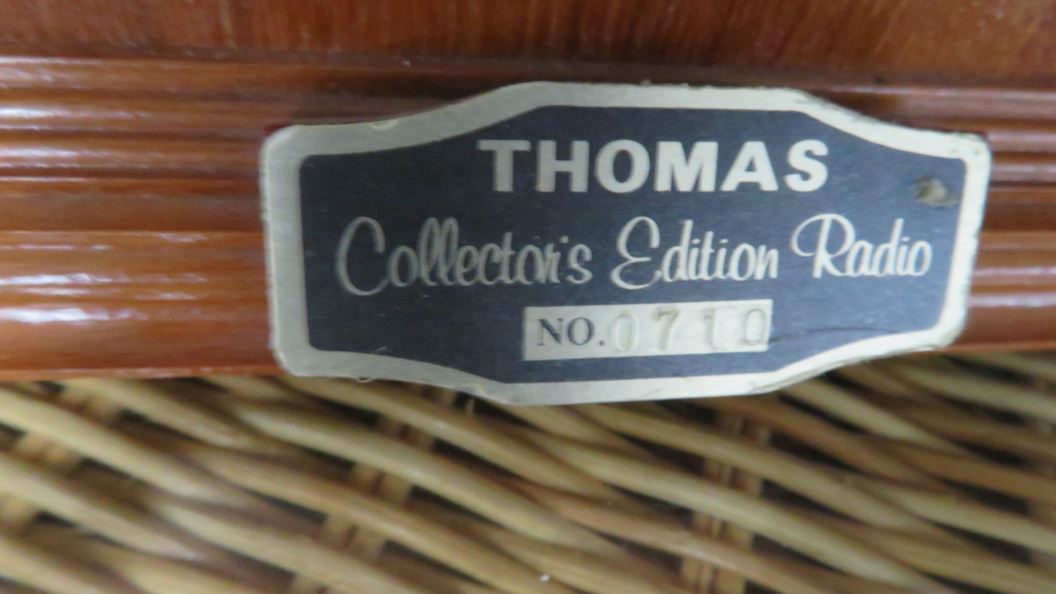 THOMAS
Collector's Edition Radio
NO. 0710